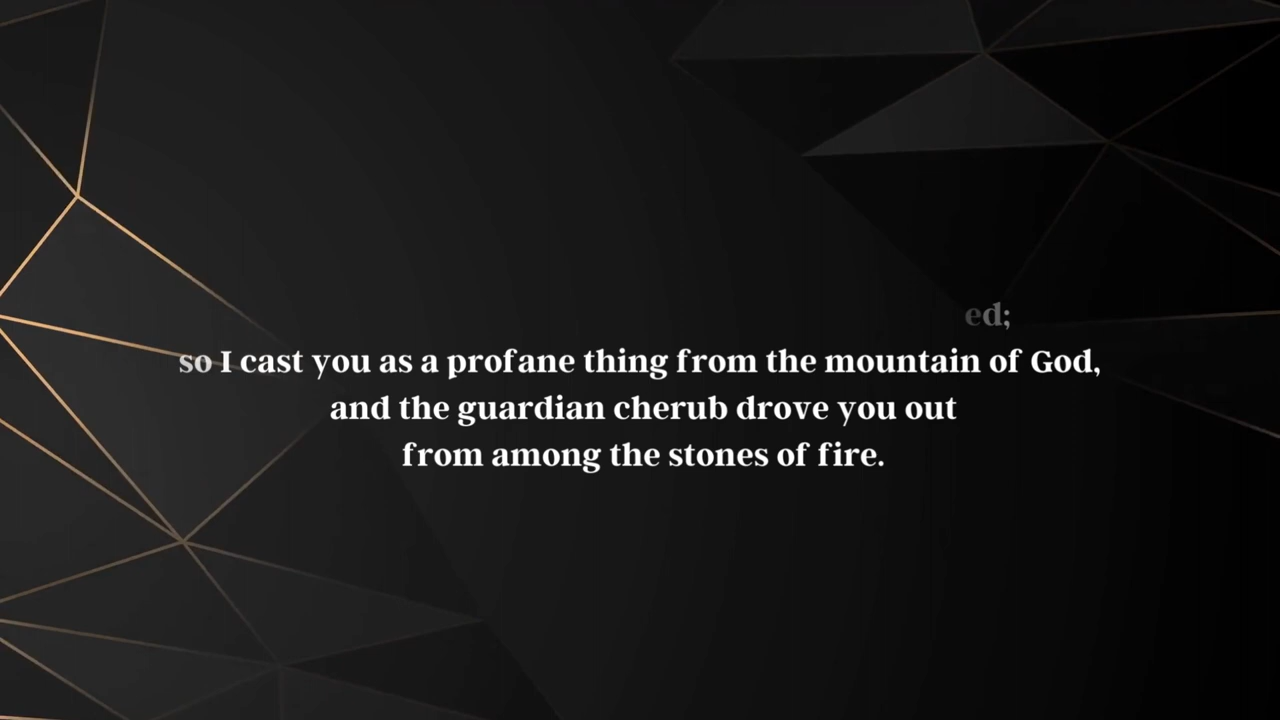 ed;
so I cast you as a profane thing from the mountain of God,
and the guardian cherub drove you out
from among the stones of fire.